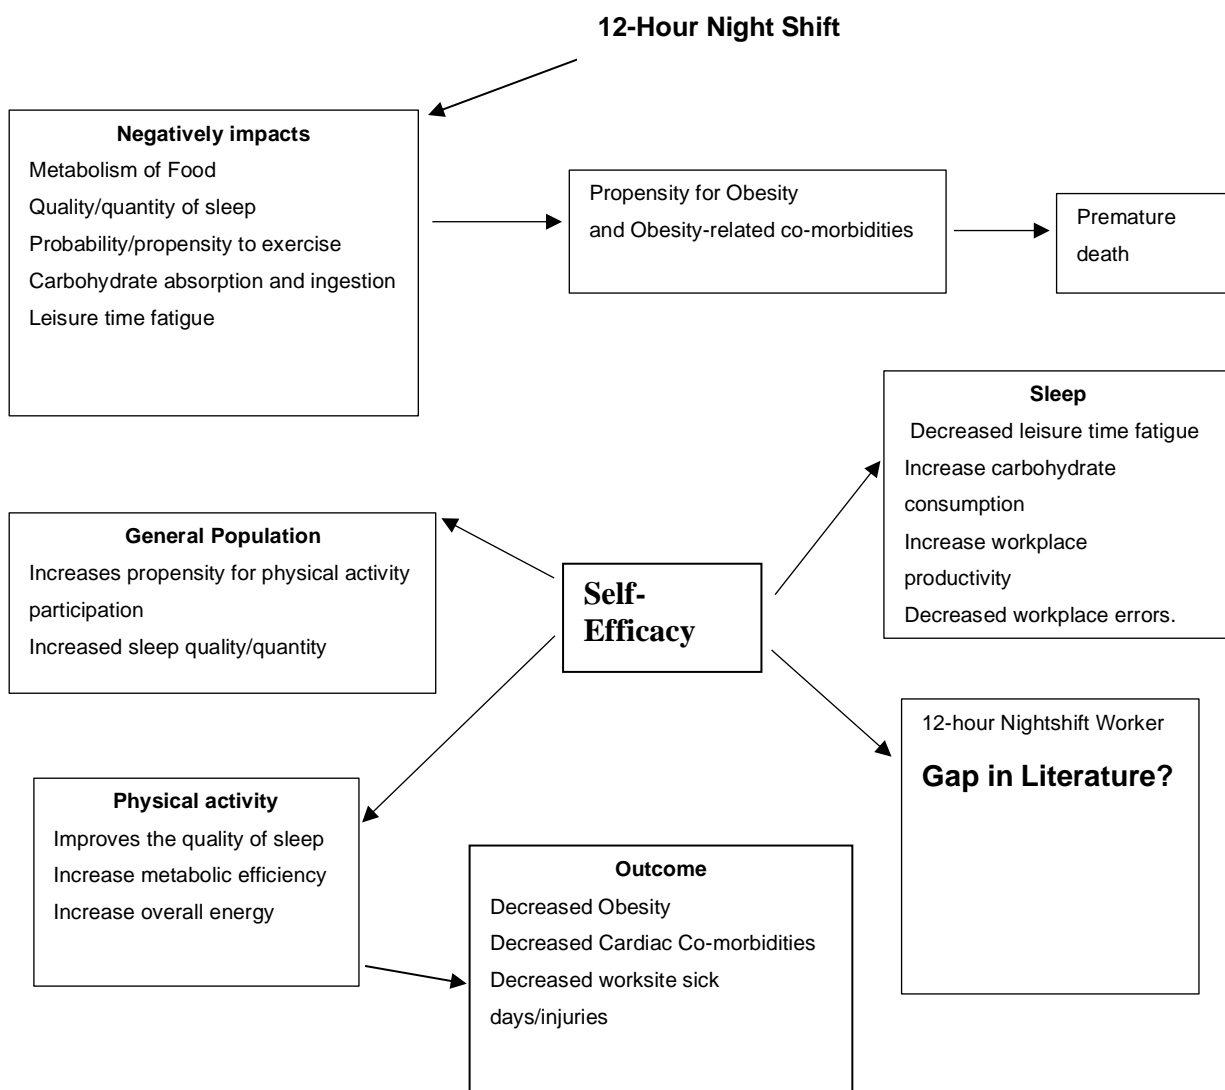 12-Hour Night Shift
Negatively impacts
Metabolism of Food
Quality/quantity of sleep
Probability/propensity to exercise
Carbohydrate absorption and ingestion
Leisure time fatigue
Propensity for Obesity
and Obesity-related co-morbidities
Premature
death
Sleep
Decreased leisure time fatigue
Increase carbohydrate
consumption
Increase workplace
productivity
Decreased workplace errors.
General Population
Increases propensity for physical activity
participation
Increased sleep quality/quantity
Self-
Efficacy
12-hour Nightshift Worker
Gap in Literature?
Physical activity
Improves the quality of sleep
Increase metabolic efficiency
Increase overall energy
Outcome
Decreased Obesity
Decreased Cardiac Co-morbidities
Decreased worksite sick
days/injuries